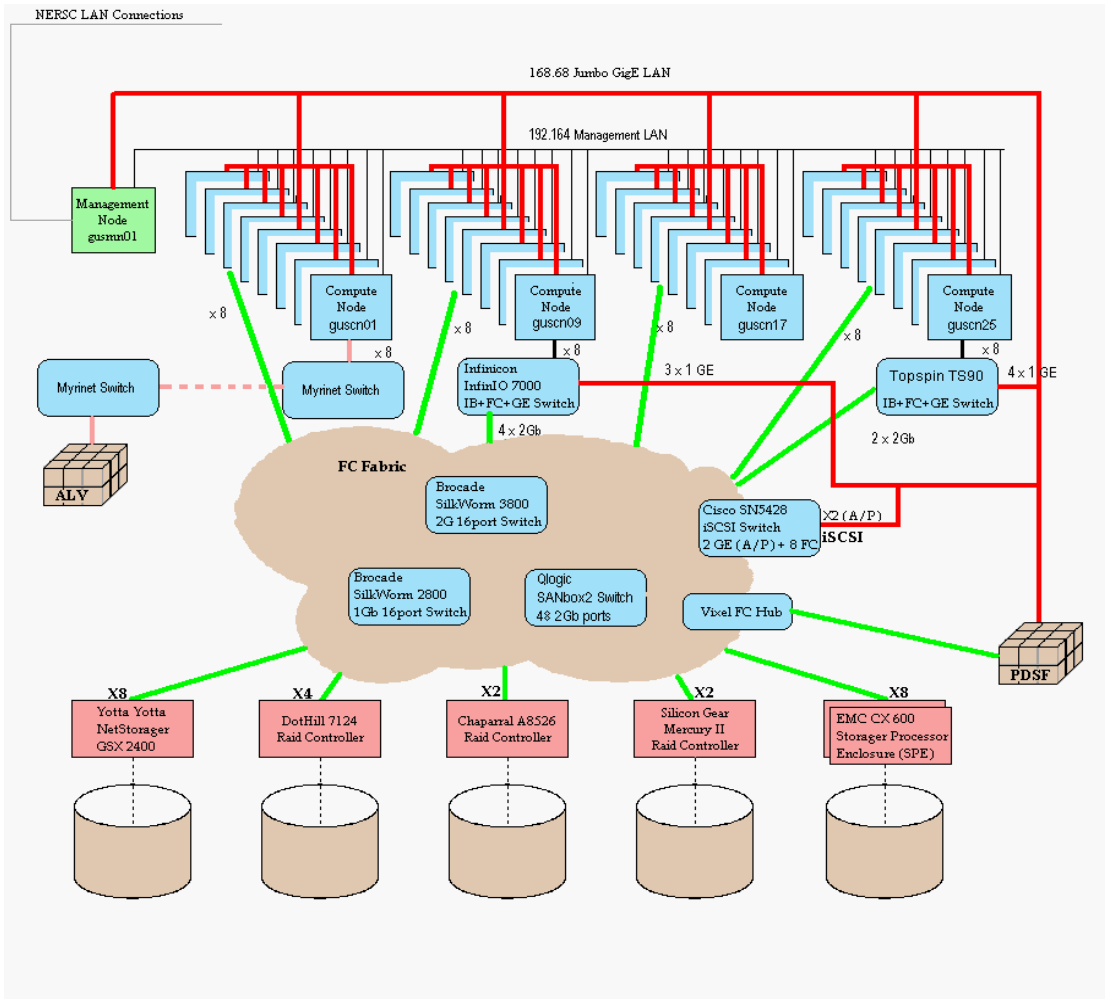 NERSC LAN Connections
168.68 Jumbo GigE LAN
192.164 Management LAN
Management
Node
gusmn01
Compute
Node
guscn01
Compute
Node
guscn09
Compute
Node
guscn17
Compute
Node
guscn25
x 8
x 8
x 8
x 8
x 8
x 8
x 8
Myrinet Switch
Myrinet Switch
Infinicon
InfinIO 7000
IB+FC+GE Switch
3 x 1 GE
Topspin TS90
IB+FC+GE Switch
4 x 1 GE
4 x 2Gb
2 x 2Gb
ALV
FC Fabric
Brocade
SilkWorm 3800
2G 16port Switch
Cisco SN5428
iSCSI Switch
2 GE (A/P) + 8 FC
X2 (A/P)
iSCSI
Brocade
SilkWorm 2800
1Gb 16port Switch
Qlogic
SANbox2 Switch
48 2Gb ports
Vixel FC Hub
PDSF
X8
X4
X2
X2
X8
Yotta Yotta
NetStorager
GSX 2400
DotHill 7124
Raid Controller
Chaparral A8526
Raid Controller
Silicon Gear
Mercury II
Raid Controller
EMC CX 600
Storager Processor
Enclosure (SPE)